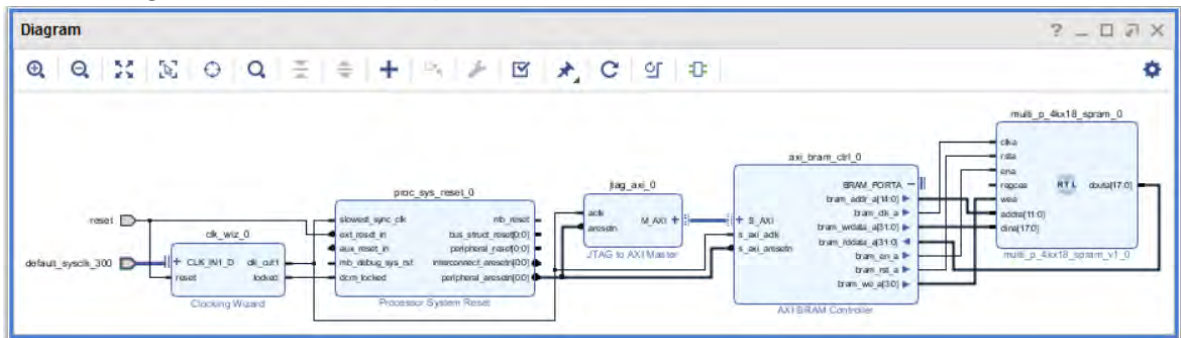 Diagram
reset
default_sysclk_300
clk_wiz_0
CLK_IN1_D
reset
clk_out1
locked
Clocking Wizard
proc_sys_reset_0
slowest_sync_clk
ext_reset_in
aux_reset_in
mb_debug_sys_rst
dcm_locked
mb_reset
bus_struct_reset[0:0]
peripheral_reset[0:0]
interconnect_aresetn[0:0]
peripheral_aresetn[0:0]
Processor System Reset
jtag_axi_0
aclk
aresetn
M_AXI
JTAG to AXI Master
axi_bram_ctrl_0
S_AXI
s_axi_aclk
s_axi_aresetn
BRAM_PORTA
bram_addr_a[14:0]
bram_clk_a
bram_wrdata_a[31:0]
bram_rddata_a[31:0]
bram_en_a
bram_rst_a
bram_we_a[3:0]
AXI BRAM Controller
multi_p_4kx18_spram_0
clka
rsta
ena
regcea
wea
addra[11:0]
dina[17:0]
RTL
douta[17:0]
multi_p_4kx18_spram_v1_0